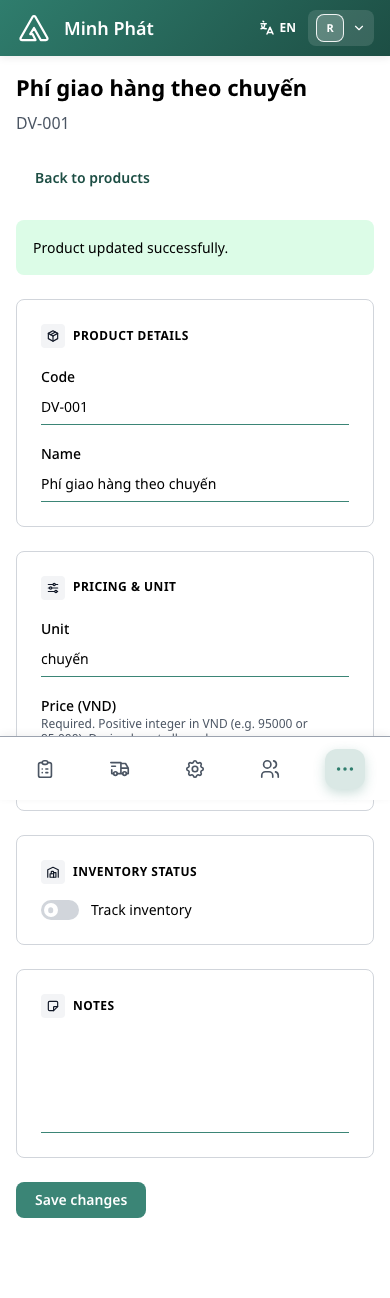 Minh Phát
EN
R
Phí giao hàng theo chuyến
DV-001
Back to products
Product updated successfully.
PRODUCT DETAILS
Code
DV-001
Name
Phí giao hàng theo chuyến
PRICING & UNIT
Unit
chuyến
Price (VND)
Required. Positive integer in VND (e.g. 95000 or
INVENTORY STATUS
Track inventory
NOTES
Save changes